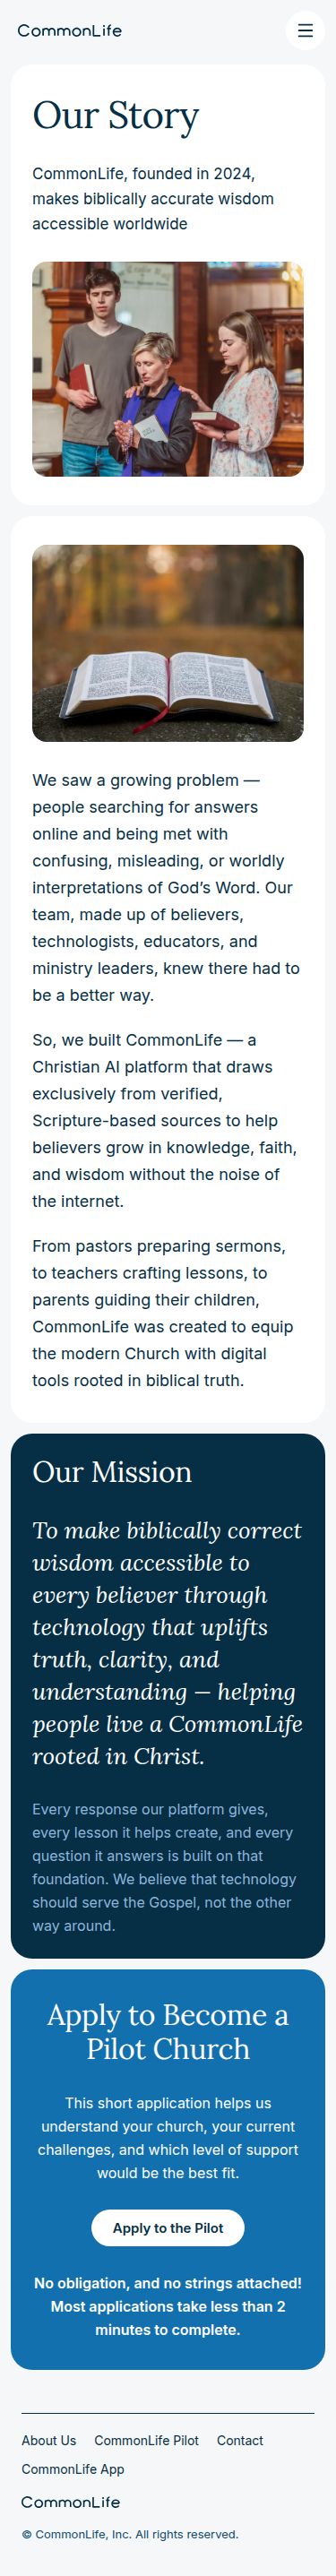 CommonLife
Our Story
CommonLife, founded in 2024,
makes biblically accurate wisdom
accessible worldwide
We saw a growing problem —
people searching for answers
online and being met with
confusing, misleading, or worldly
interpretations of God’s Word. Our
team, made up of believers,
technologists, educators, and
ministry leaders, knew there had to
be a better way.
So, we built CommonLife — a
Christian AI platform that draws
exclusively from verified,
Scripture-based sources to help
believers grow in knowledge, faith,
and wisdom without the noise of
the internet.
From pastors preparing sermons,
to teachers crafting lessons, to
parents guiding their children,
CommonLife was created to equip
the modern Church with digital
tools rooted in biblical truth.
Our Mission
To make biblically correct
wisdom accessible to
every believer through
technology that uplifts
truth, clarity, and
understanding — helping
people live a CommonLife
rooted in Christ.
Every response our platform gives,
every lesson it helps create, and every
question it answers is built on that
foundation. We believe that technology
should serve the Gospel, not the other
way around.
Apply to Become a
Pilot Church
This short application helps us
understand your church, your current
challenges, and which level of support
would be the best fit.
Apply to the Pilot
No obligation, and no strings attached!
Most applications take less than 2
minutes to complete.
About Us CommonLife Pilot Contact
CommonLife App
CommonLife
© CommonLife, Inc. All rights reserved.